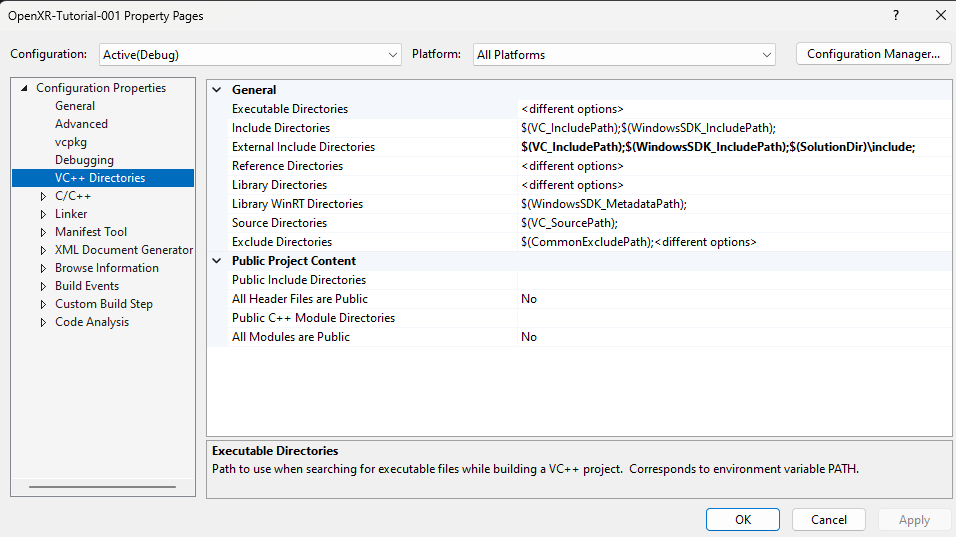 OpenXR-Tutorial-001 Property Pages
?
Configuration: Active(Debug) Platform: All Platforms Configuration Manager...
Configuration Properties
General
Advanced
vcpkg
Debugging
VC++ Directories
C/C++
Linker
Manifest Tool
XML Document Generator
Browse Information
Build Events
Custom Build Step
Code Analysis
General
Executable Directories <different options>
Include Directories $(VC_IncludePath);$(WindowsSDK_IncludePath);
External Include Directories $(VC_IncludePath);$(WindowsSDK_IncludePath);$(SolutionDir)\include;
Reference Directories <different options>
Library Directories <different options>
Library WinRT Directories $(WindowsSDK_MetadataPath);
Source Directories $(VC_SourcePath);
Exclude Directories $(CommonExcludePath);<different options>
Public Project Content
Public Include Directories
All Header Files are Public No
Public C++ Module Directories
All Modules are Public No
Executable Directories
Path to use when searching for executable files while building a VC++ project.  Corresponds to environment variable PATH.
OK Cancel Apply